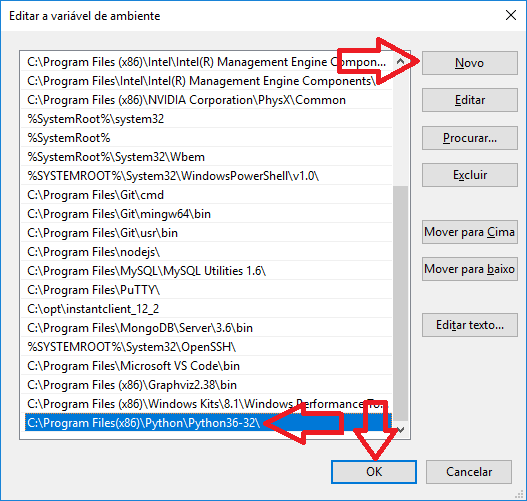 Editar a variável de ambiente
C:\Program Files (x86)\Intel\Intel(R) Management Engine Compon...
C:\Program Files\Intel\Intel(R) Management Engine Components\
C:\Program Files (x86)\NVIDIA Corporation\PhysX\Common
%SystemRoot%\system32
%SystemRoot%
%SystemRoot%\System32\Wbem
%SYSTEMROOT%\System32\WindowsPowerShell\v1.0\
C:\Program Files\Git\cmd
C:\Program Files\Git\mingw64\bin
C:\Program Files\Git\usr\bin
C:\Program Files\nodejs\
C:\Program Files\MySQL\MySQL Utilities 1.6\
C:\Program Files\PuTTY\
C:\opt\instantclient_12_2
C:\Program Files\MongoDB\Server\3.6\bin
%SYSTEMROOT%\System32\OpenSSH\
C:\Program Files\Microsoft VS Code\bin
C:\Program Files (x86)\Graphviz2.38\bin
C:\Program Files (x86)\Windows Kits\8.1\Windows Performance To...
C:\Program Files(x86)\Python\Python36-32\
Novo
Editar
Procurar...
Excluir
Mover para Cima
Mover para baixo
Editar texto...
OK
Cancelar